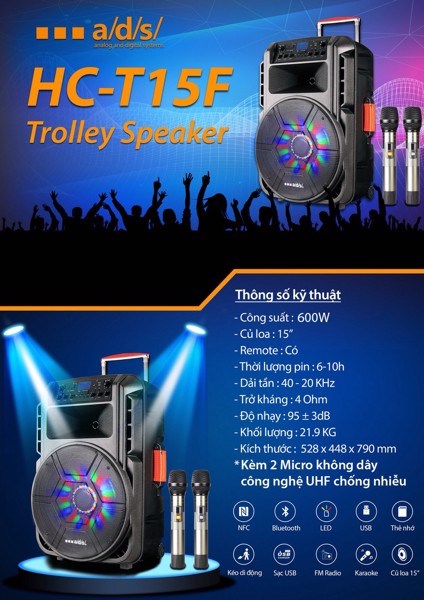 a/d/s/
analog and digital systems
HC-T15F
Trolley Speaker
Thông số kỹ thuật
- Công suất : 600W
- Củ loa : 15”
- Remote : Có
- Thời lượng pin : 6-10h
- Dải tần : 40 - 20 KHz
- Trở kháng : 4 Ohm
- Độ nhạy : 95 ± 3dB
- Khối lượng : 21.9 KG
- Kích thước : 528 x 448 x 790 mm
* Kèm 2 Micro không dây
công nghệ UHF chống nhiễu
NFC Bluetooth LED USB Thẻ nhớ
Kéo di động Sạc USB FM Radio Karaoke Củ loa 15”